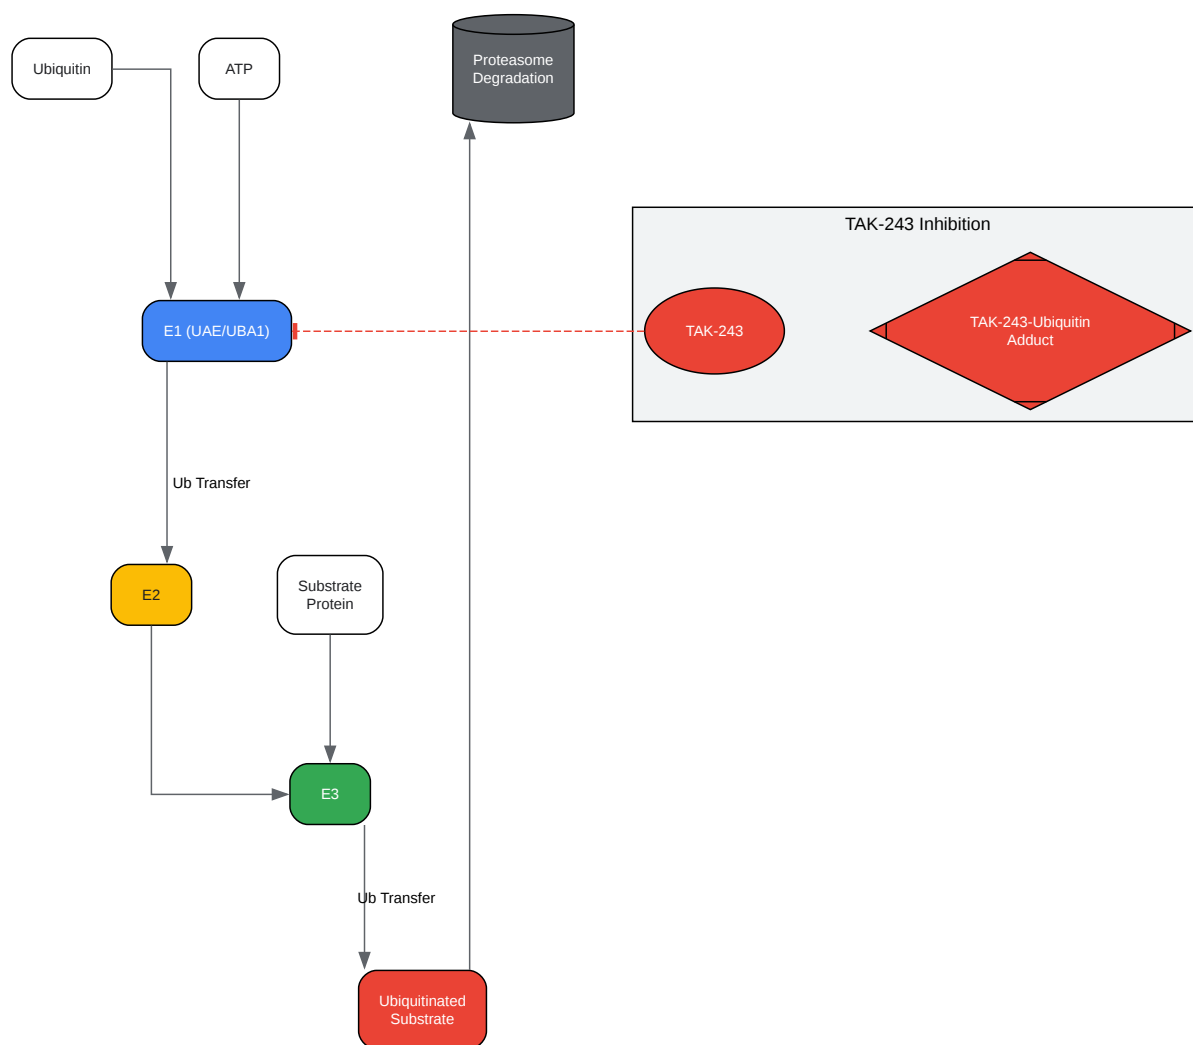 Ubiquitin
ATP
Proteasome
Degradation
TAK-243 Inhibition
E1 (UAE/UBA1)
TAK-243
TAK-243-Ubiquitin
Adduct
Ub Transfer
E2
Substrate
Protein
E3
Ub Transfer
Ubiquitinated
Substrate